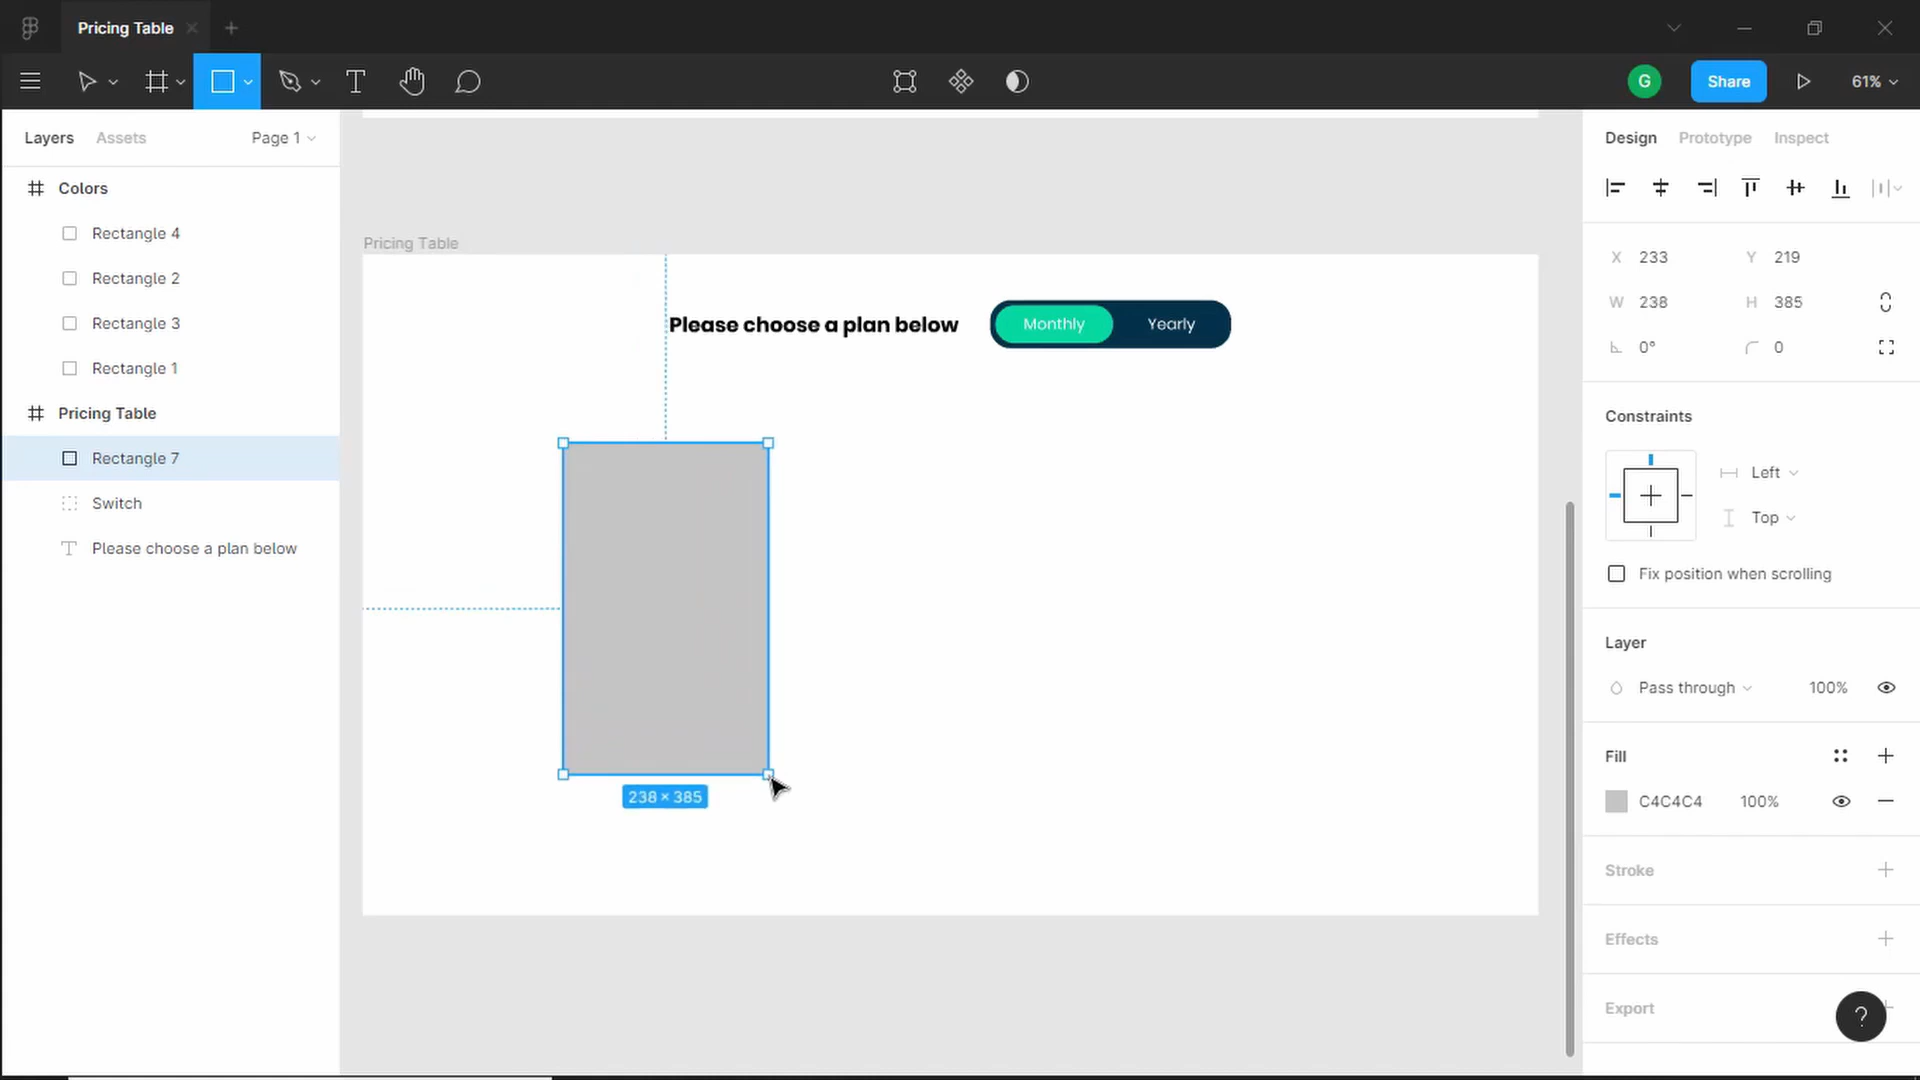 Pricing Table
G
Share
61%
Layers
Assets
Page 1
Colors
Rectangle 4
Rectangle 2
Rectangle 3
Rectangle 1
Pricing Table
Rectangle 7
Switch
Please choose a plan below
Pricing Table
Please choose a plan below
Monthly
Yearly
238 × 385
Design
Prototype
Inspect
X 233
Y 219
W 238
H 385
0°
0
Constraints
Left
Top
Fix position when scrolling
Layer
Pass through
100%
Fill
C4C4C4
100%
Stroke
Effects
Export
?